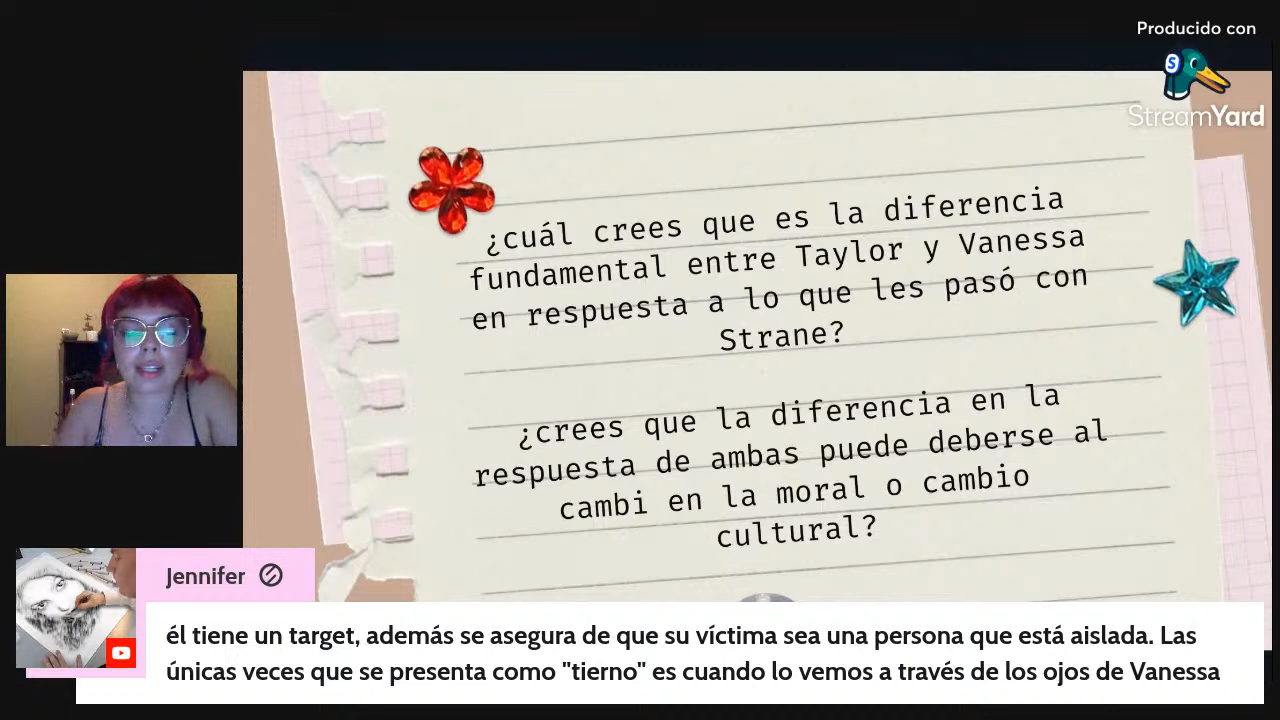 Producido con
StreamYard
¿cuál crees que es la diferencia
fundamental entre Taylor y Vanessa
en respuesta a lo que les pasó con
Strane?
¿crees que la diferencia en la
respuesta de ambas puede deberse al
cambi en la moral o cambio
cultural?
Jennifer
él tiene un target, además se asegura de que su víctima sea una persona que está aislada. Las
únicas veces que se presenta como "tierno" es cuando lo vemos a través de los ojos de Vanessa